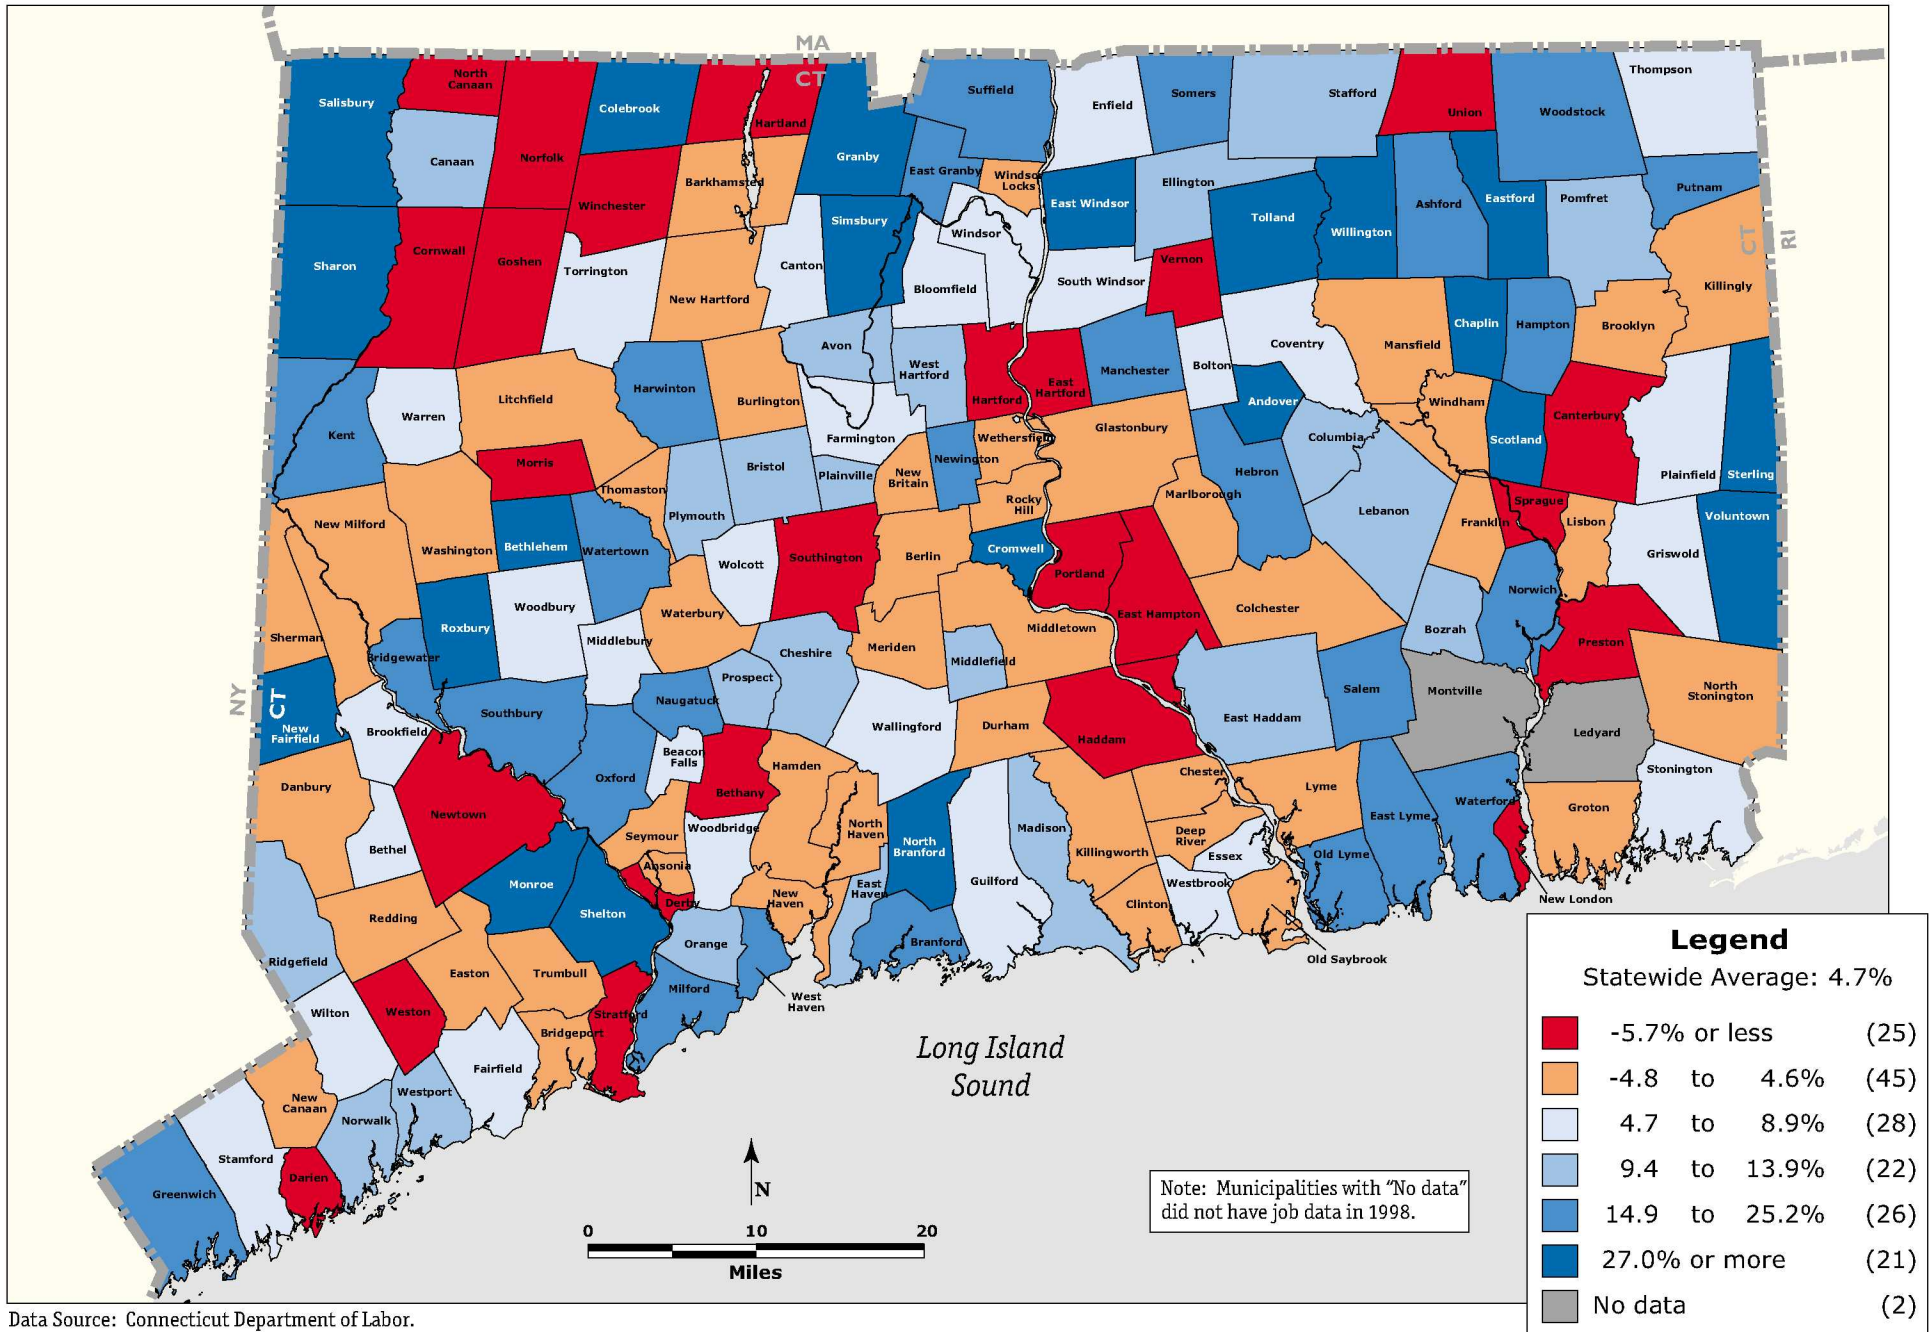 MA
CT
North
Canaan
Salisbury
Colebrook
Hartland
Suffield
Enfield
Somers
Stafford
Union
Woodstock
Thompson
Canaan
Norfolk
Granby
East Granby
Windsor
Locks
Barkhamsted
Winchester
Simsbury
East Windsor
Ellington
Tolland
Willington
Ashford
Eastford
Pomfret
Putnam
CT
RI
Sharon
Cornwall
Goshen
Torrington
New Hartford
Canton
Windsor
Bloomfield
South Windsor
Vernon
Killingly
Kent
Warren
Litchfield
Harwinton
Burlington
Avon
West
Hartford
Farmington
Hartford
East
Hartford
Manchester
Bolton
Coventry
Mansfield
Chaplin
Hampton
Brooklyn
Andover
Windham
Scotland
Canterbury
Plainfield
Sterling
Morris
Thomaston
Bristol
Plainville
New
Britain
Newington
Wethersfield
Glastonbury
Rocky
Hill
Marlborough
Hebron
Columbia
Lebanon
Franklin
Sprague
Lisbon
Griswold
Voluntown
New Milford
Washington
Bethlehem
Watertown
Plymouth
Wolcott
Southington
Berlin
Cromwell
Portland
East Hampton
Colchester
Bozrah
Norwich
Preston
North
Stonington
Sherman
Bridgewater
Roxbury
Woodbury
Middlebury
Waterbury
Cheshire
Meriden
Middlefield
Middletown
NY
CT
New
Fairfield
Brookfield
Southbury
Naugatuck
Prospect
Wallingford
Durham
Haddam
East Haddam
Salem
Montville
Ledyard
Stonington
Danbury
Bethel
Newtown
Oxford
Beacon
Falls
Bethany
Hamden
North
Haven
North
Branford
Guilford
Madison
Killingworth
Chester
Deep
River
Essex
Lyme
East Lyme
Waterford
Groton
Seymour
Woodbridge
Ansonia
Derby
Monroe
Shelton
New
Haven
East
Haven
Branford
Clinton
Westbrook
Old Lyme
Old Saybrook
New London
Ridgefield
Redding
Easton
Trumbull
Orange
Milford
West
Haven
Wilton
Weston
Stratford
Bridgeport
Fairfield
New
Canaan
Westport
Norwalk
Stamford
Darien
Greenwich
Long Island
Sound
N
0 10 20
Miles
Note: Municipalities with “No data”
did not have job data in 1998.
Legend
Statewide Average: 4.7%
-5.7% or less (25)
-4.8 to 4.6% (45)
4.7 to 8.9% (28)
9.4 to 13.9% (22)
14.9 to 25.2% (26)
27.0% or more (21)
No data (2)
Data Source: Connecticut Department of Labor.